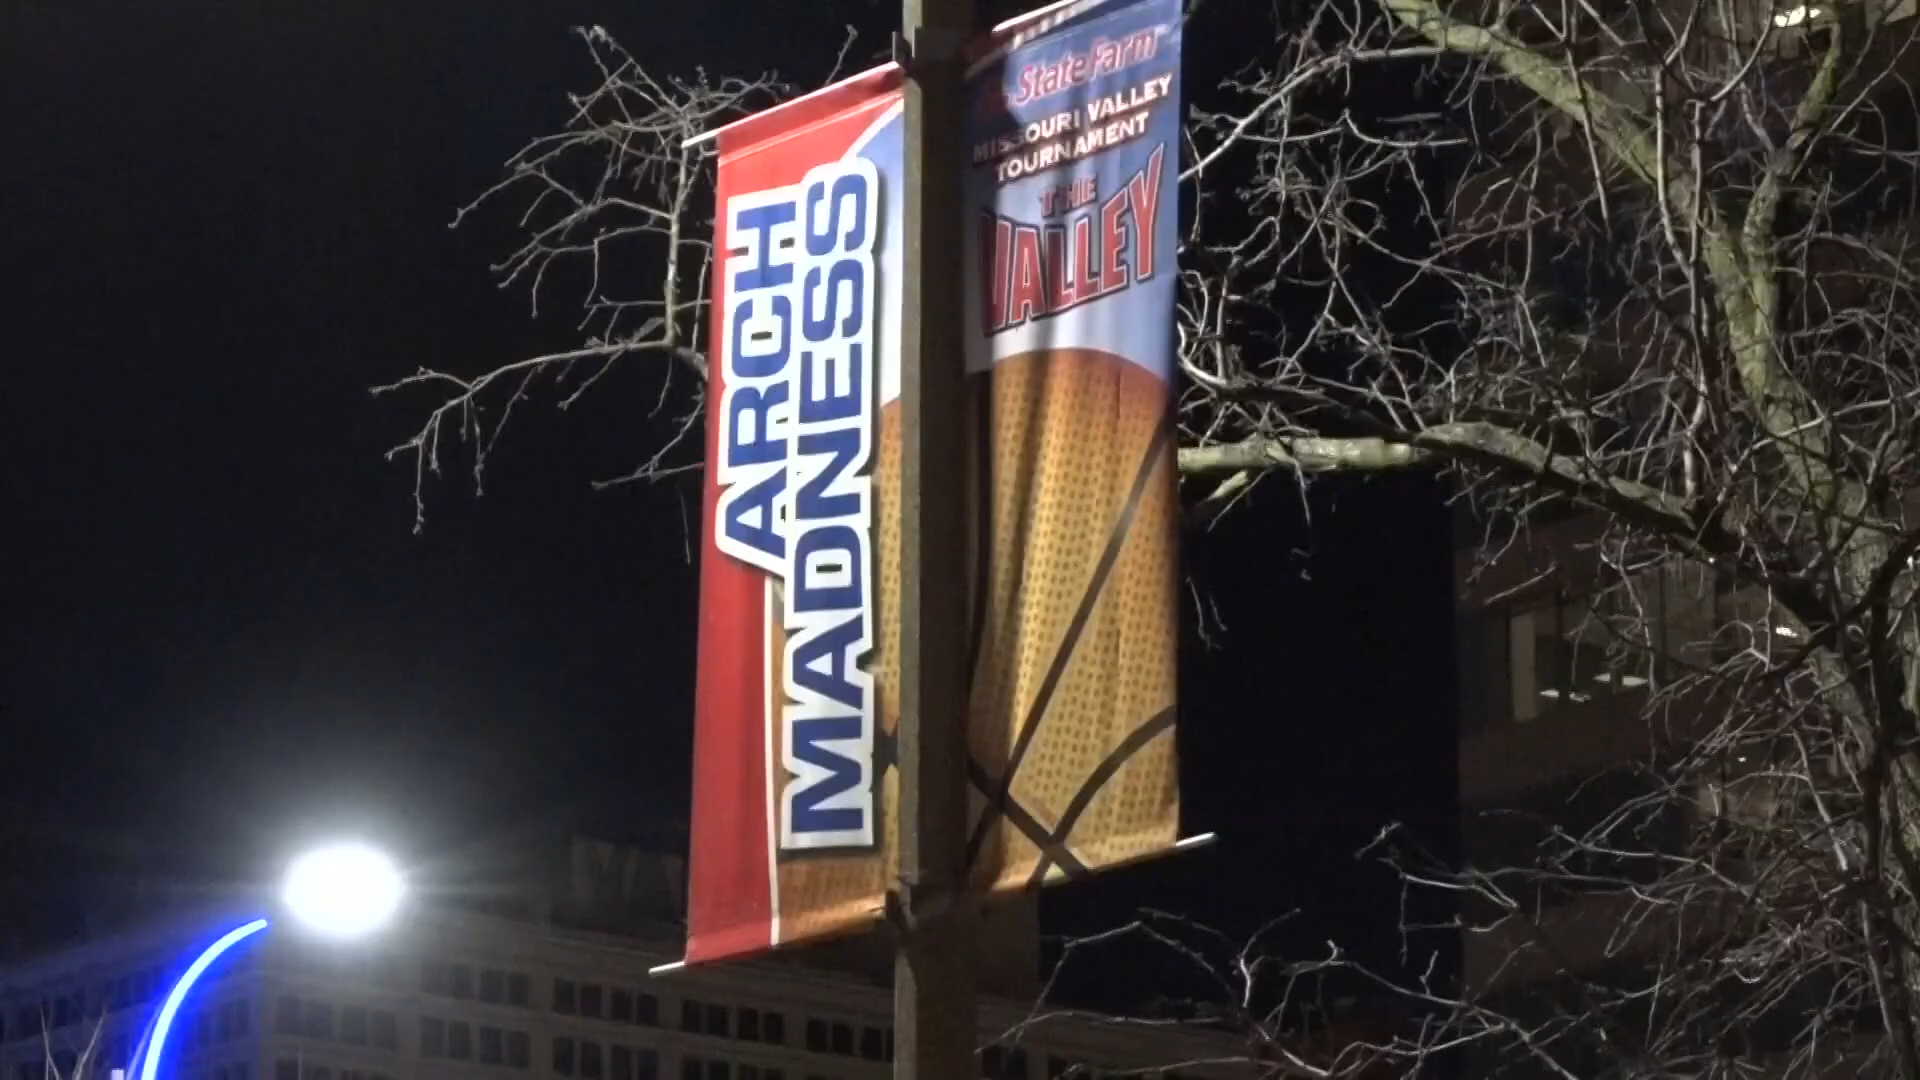 ARCH
MADNESS
State Farm
MISSOURI VALLEY
TOURNAMENT
THE
VALLEY